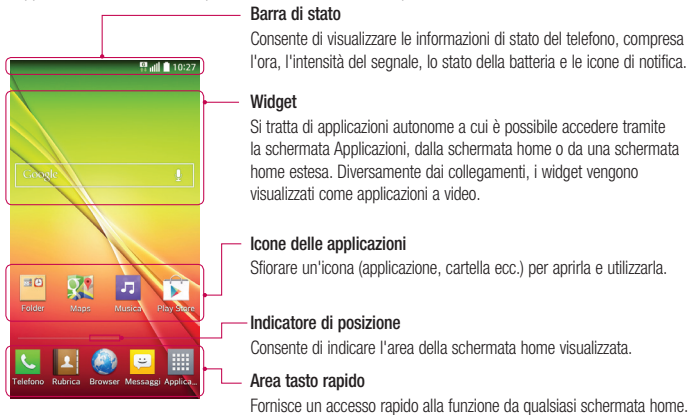 Barra di stato
Consente di visualizzare le informazioni di stato del telefono, compresa
l'ora, l'intensità del segnale, lo stato della batteria e le icone di notifica.
10:27
Widget
Si tratta di applicazioni autonome a cui è possibile accedere tramite
la schermata Applicazioni, dalla schermata home o da una schermata
home estesa. Diversamente dai collegamenti, i widget vengono
visualizzati come applicazioni a video.
Google
Icone delle applicazioni
Sfiorare un'icona (applicazione, cartella ecc.) per aprirla e utilizzarla.
Folder Maps Musica Play Store
Indicatore di posizione
Consente di indicare l'area della schermata home visualizzata.
Telefono Rubrica Browser Messaggi Applica...
Area tasto rapido
Fornisce un accesso rapido alla funzione da qualsiasi schermata home.